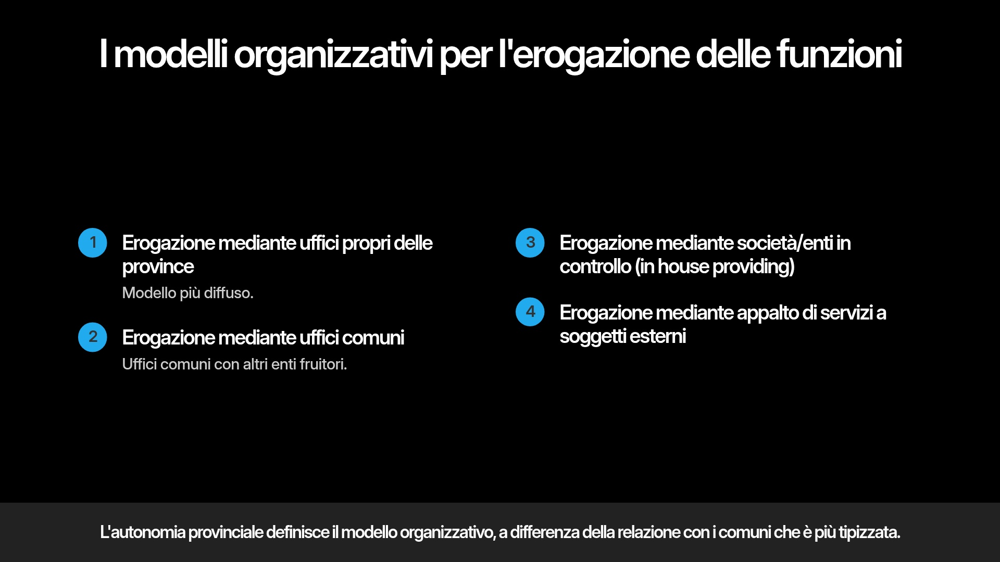 I modelli organizzativi per l'erogazione delle funzioni
1
Erogazione mediante uffici propri delle
province
Modello più diffuso.
2
Erogazione mediante uffici comuni
Uffici comuni con altri enti fruitori.
3
Erogazione mediante società/enti in
controllo (in house providing)
4
Erogazione mediante appalto di servizi a
soggetti esterni
L'autonomia provinciale definisce il modello organizzativo, a differenza della relazione con i comuni che è più tipizzata.